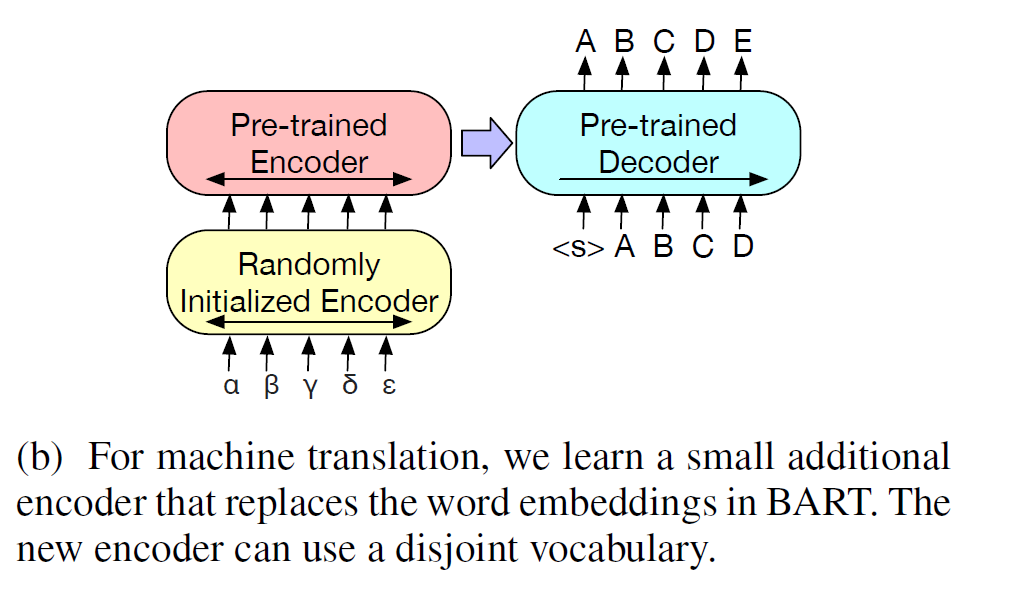 A B C D E
Pre-trained
Encoder
Pre-trained
Decoder
<s> A B C D
Randomly
Initialized Encoder
α β γ δ ε
(b) For machine translation, we learn a small additional
encoder that replaces the word embeddings in BART. The
new encoder can use a disjoint vocabulary.